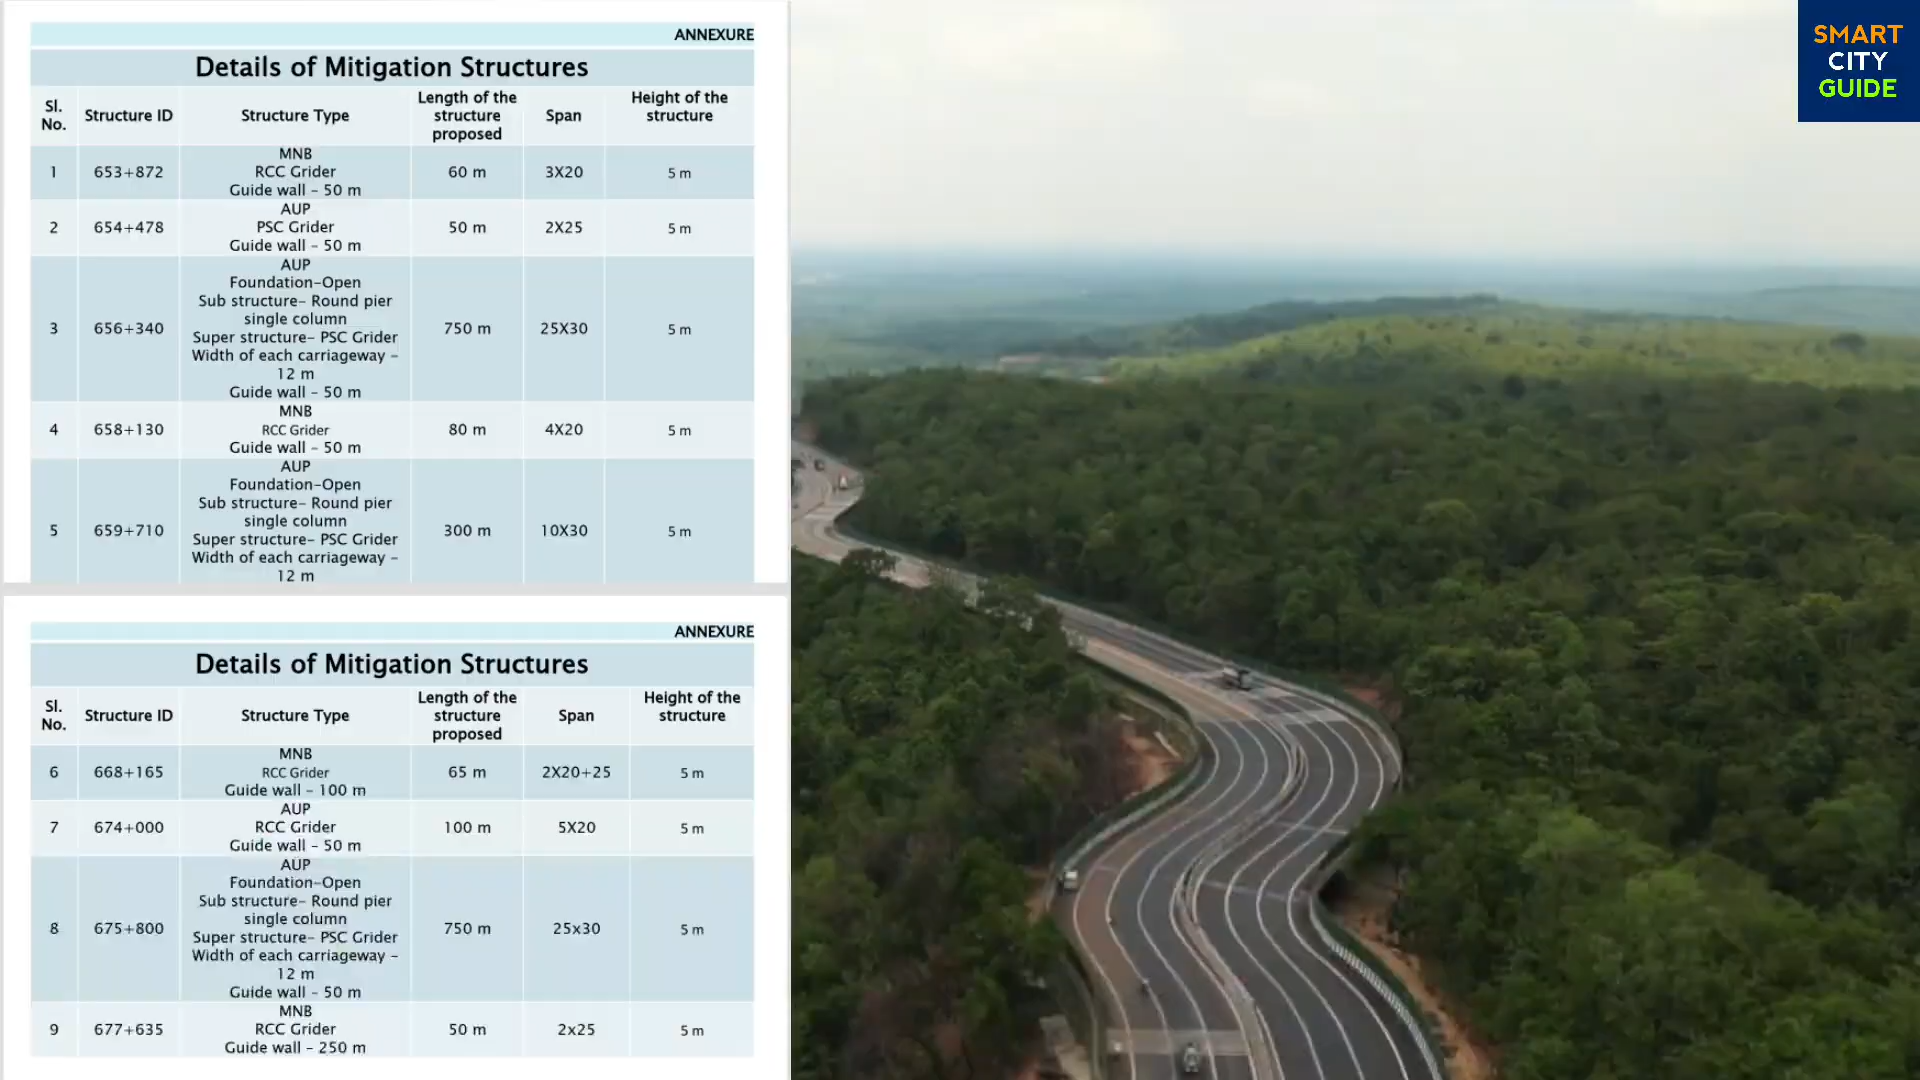 ANNEXURE
Details of Mitigation Structures
Sl. No. Structure ID Structure Type Length of the structure proposed Span Height of the structure
1 653+872 MNB RCC Grider Guide wall – 50 m 60 m 3X20 5 m
2 654+478 AUP PSC Grider Guide wall – 50 m 50 m 2X25 5 m
3 656+340 AUP Foundation-Open Sub structure- Round pier single column Super structure- PSC Grider Width of each carriageway – 12 m Guide wall – 50 m 750 m 25X30 5 m
4 658+130 MNB RCC Grider Guide wall – 50 m 80 m 4X20 5 m
5 659+710 AUP Foundation-Open Sub structure- Round pier single column Super structure- PSC Grider Width of each carriageway – 12 m 300 m 10X30 5 m
ANNEXURE
Details of Mitigation Structures
Sl. No. Structure ID Structure Type Length of the structure proposed Span Height of the structure
6 668+165 MNB RCC Grider Guide wall – 100 m 65 m 2X20+25 5 m
7 674+000 AUP RCC Grider Guide wall – 50 m 100 m 5X20 5 m
8 675+800 AUP Foundation-Open Sub structure- Round pier single column Super structure- PSC Grider Width of each carriageway – 12 m Guide wall – 50 m 750 m 25x30 5 m
9 677+635 MNB RCC Grider Guide wall – 250 m 50 m 2x25 5 m
SMART
CITY
GUIDE